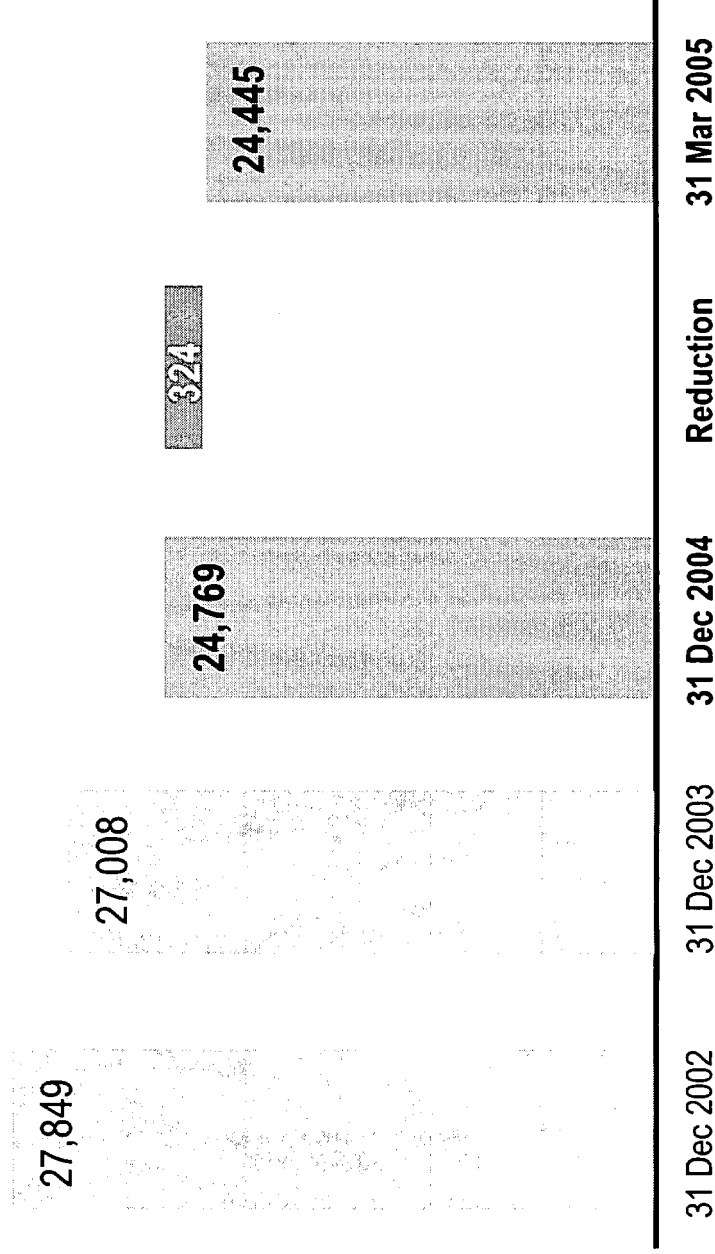 27,849
27,008
24,769
324
24,445
31 Dec 2002
31 Dec 2003
31 Dec 2004
Reduction
31 Mar 2005